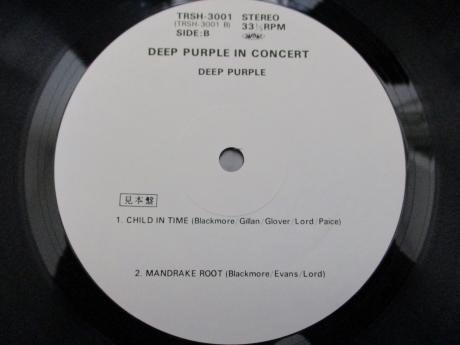 TRSH-3001 STEREO
(TRSH-3001 B) 33⅓RPM
SIDE:B
DEEP PURPLE IN CONCERT
DEEP PURPLE
見本盤
1. CHILD IN TIME (Blackmore/Gillan/Glover/Lord/Paice)
2. MANDRAKE ROOT (Blackmore/Evans/Lord)